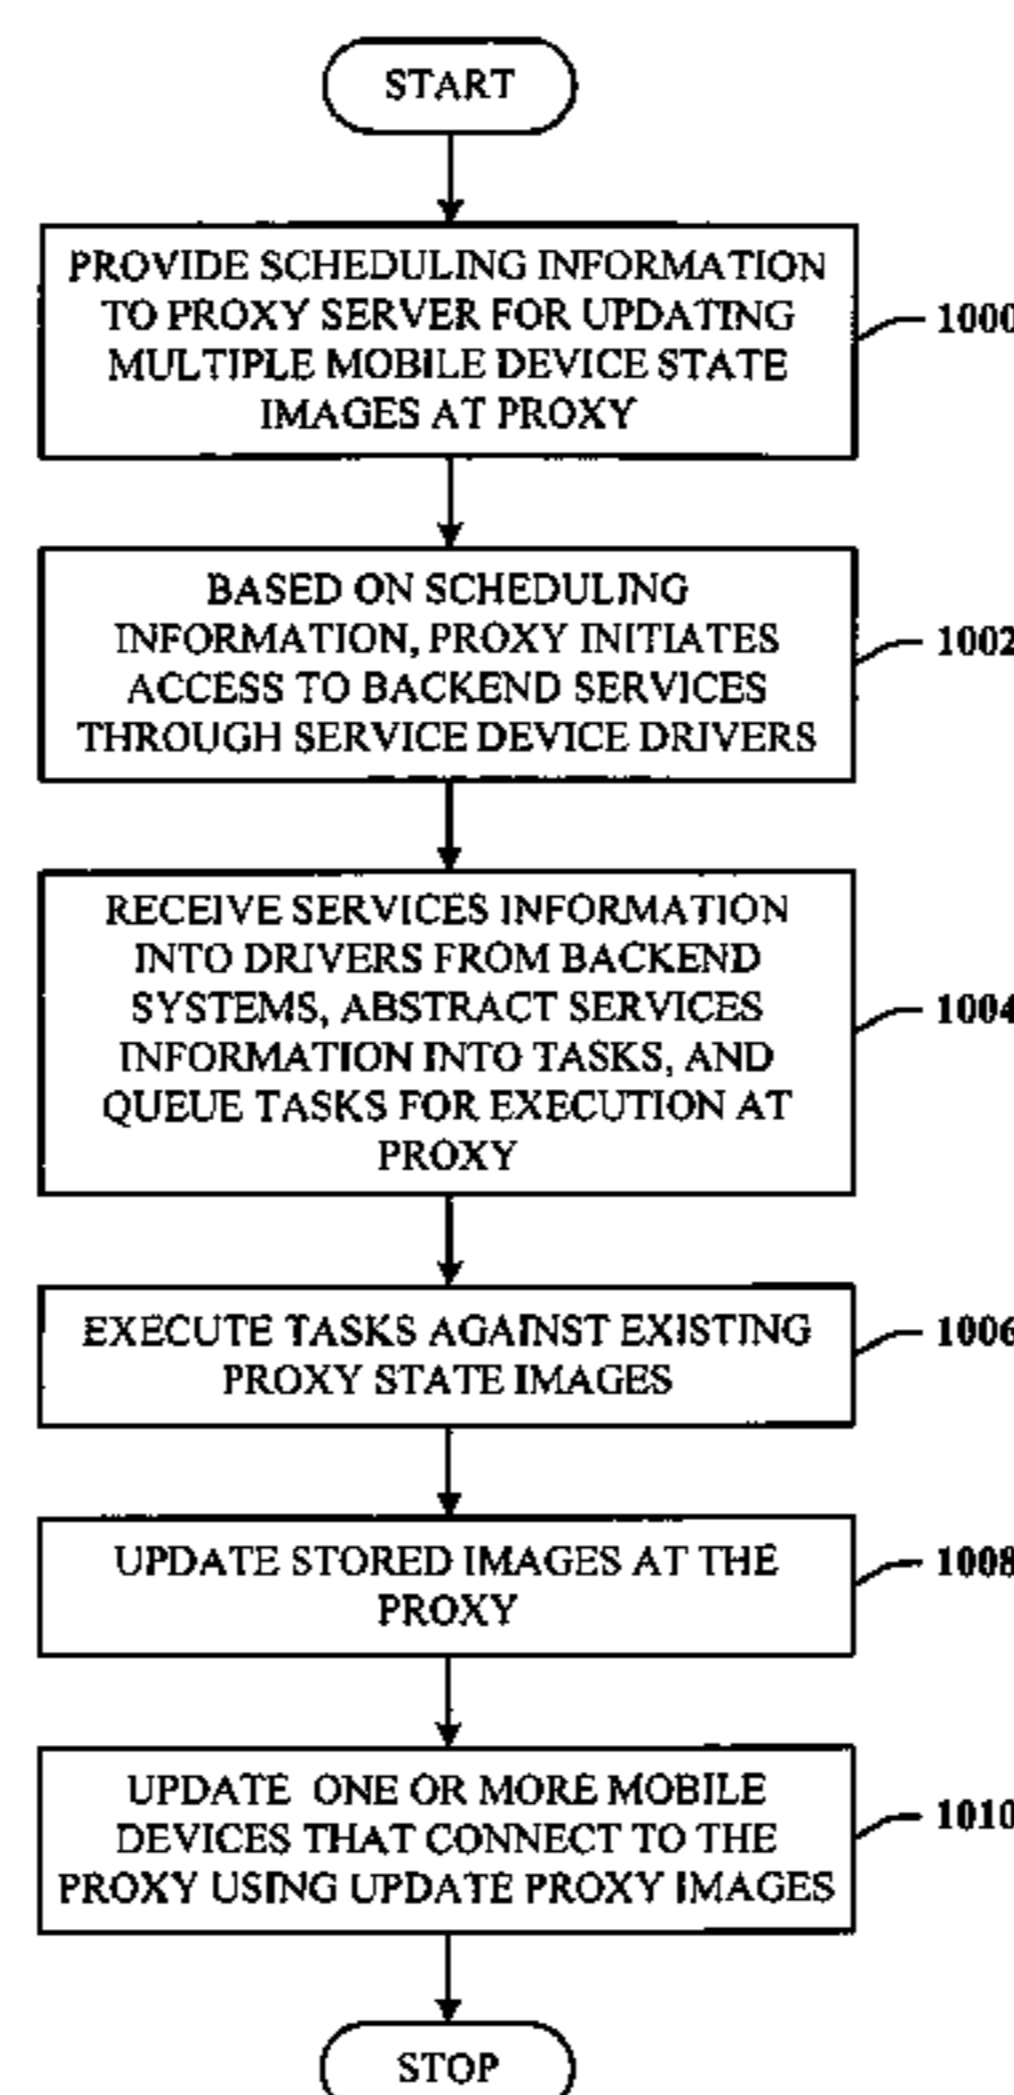 START
PROVIDE SCHEDULING INFORMATION
TO PROXY SERVER FOR UPDATING
MULTIPLE MOBILE DEVICE STATE
IMAGES AT PROXY
1000
BASED ON SCHEDULING
INFORMATION, PROXY INITIATES
ACCESS TO BACKEND SERVICES
THROUGH SERVICE DEVICE DRIVERS
1002
RECEIVE SERVICES INFORMATION
INTO DRIVERS FROM BACKEND
SYSTEMS, ABSTRACT SERVICES
INFORMATION INTO TASKS, AND
QUEUE TASKS FOR EXECUTION AT
PROXY
1004
EXECUTE TASKS AGAINST EXISTING
PROXY STATE IMAGES
1006
UPDATE STORED IMAGES AT THE
PROXY
1008
UPDATE ONE OR MORE MOBILE
DEVICES THAT CONNECT TO THE
PROXY USING UPDATE PROXY IMAGES
1010
STOP